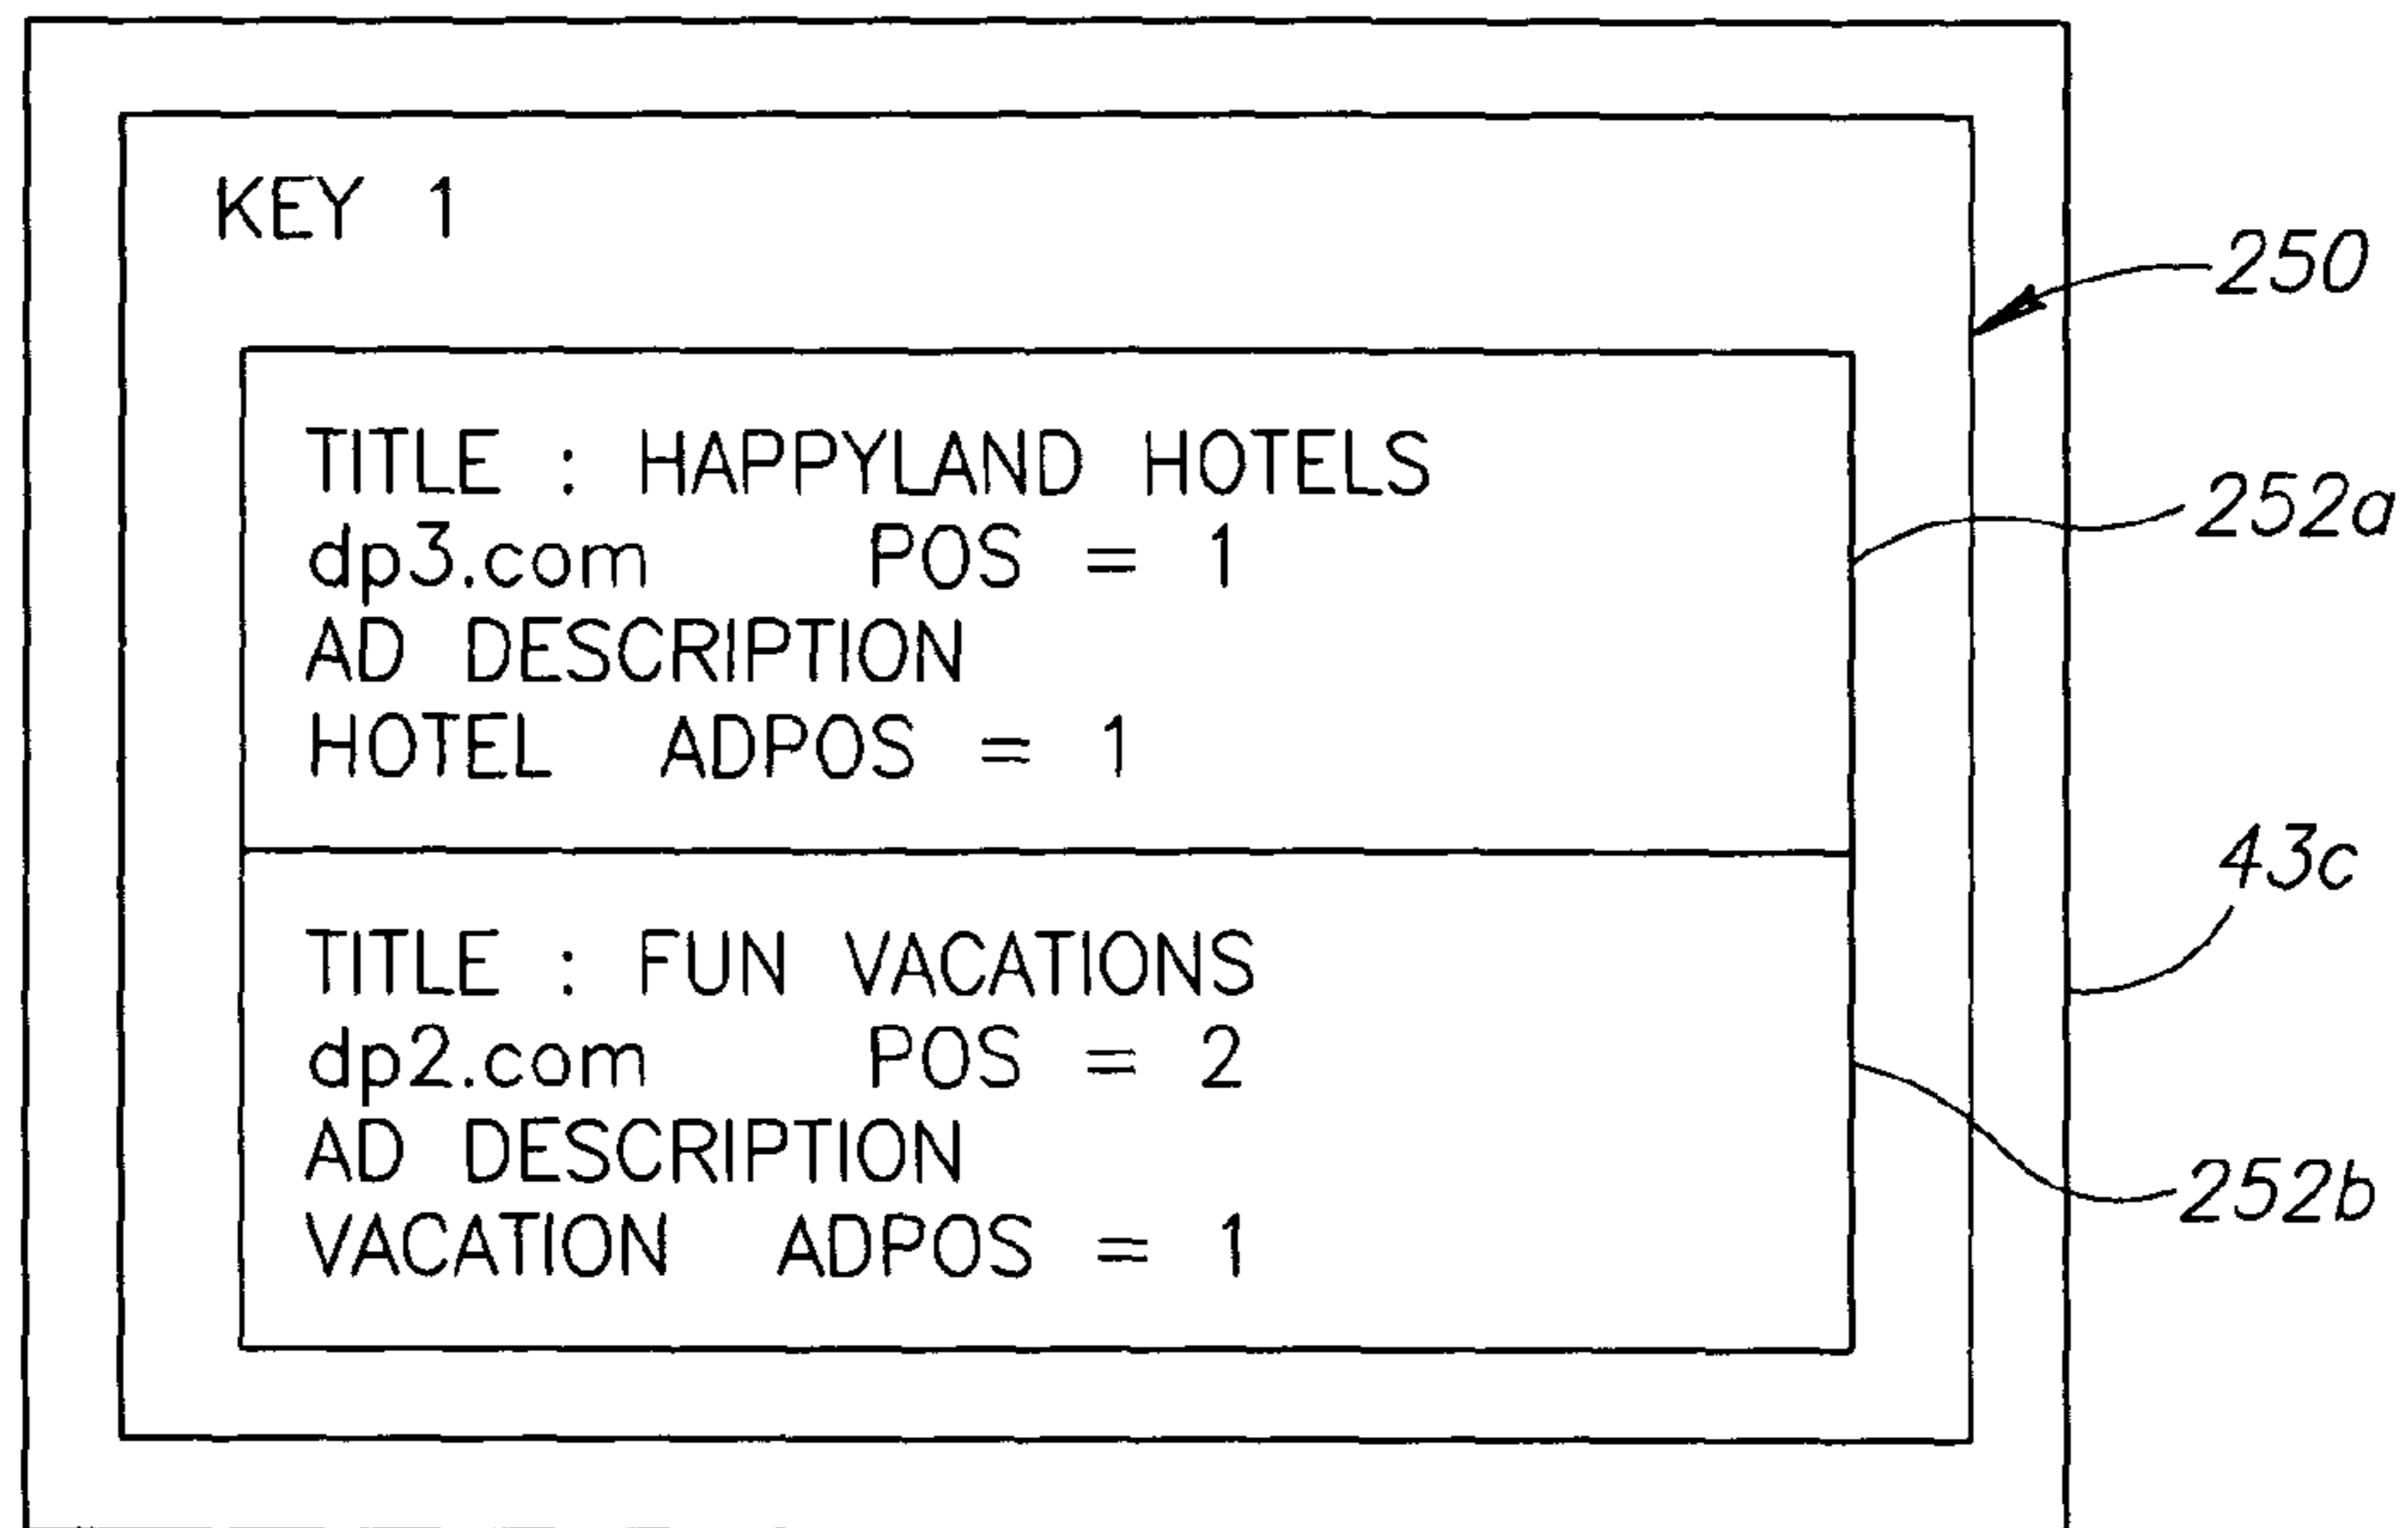 KEY 1
250
TITLE : HAPPYLAND HOTELS
252a
dp3.com POS = 1
AD DESCRIPTION
HOTEL ADPOS = 1
43c
TITLE : FUN VACATIONS
dp2.com POS = 2
AD DESCRIPTION
252b
VACATION ADPOS = 1